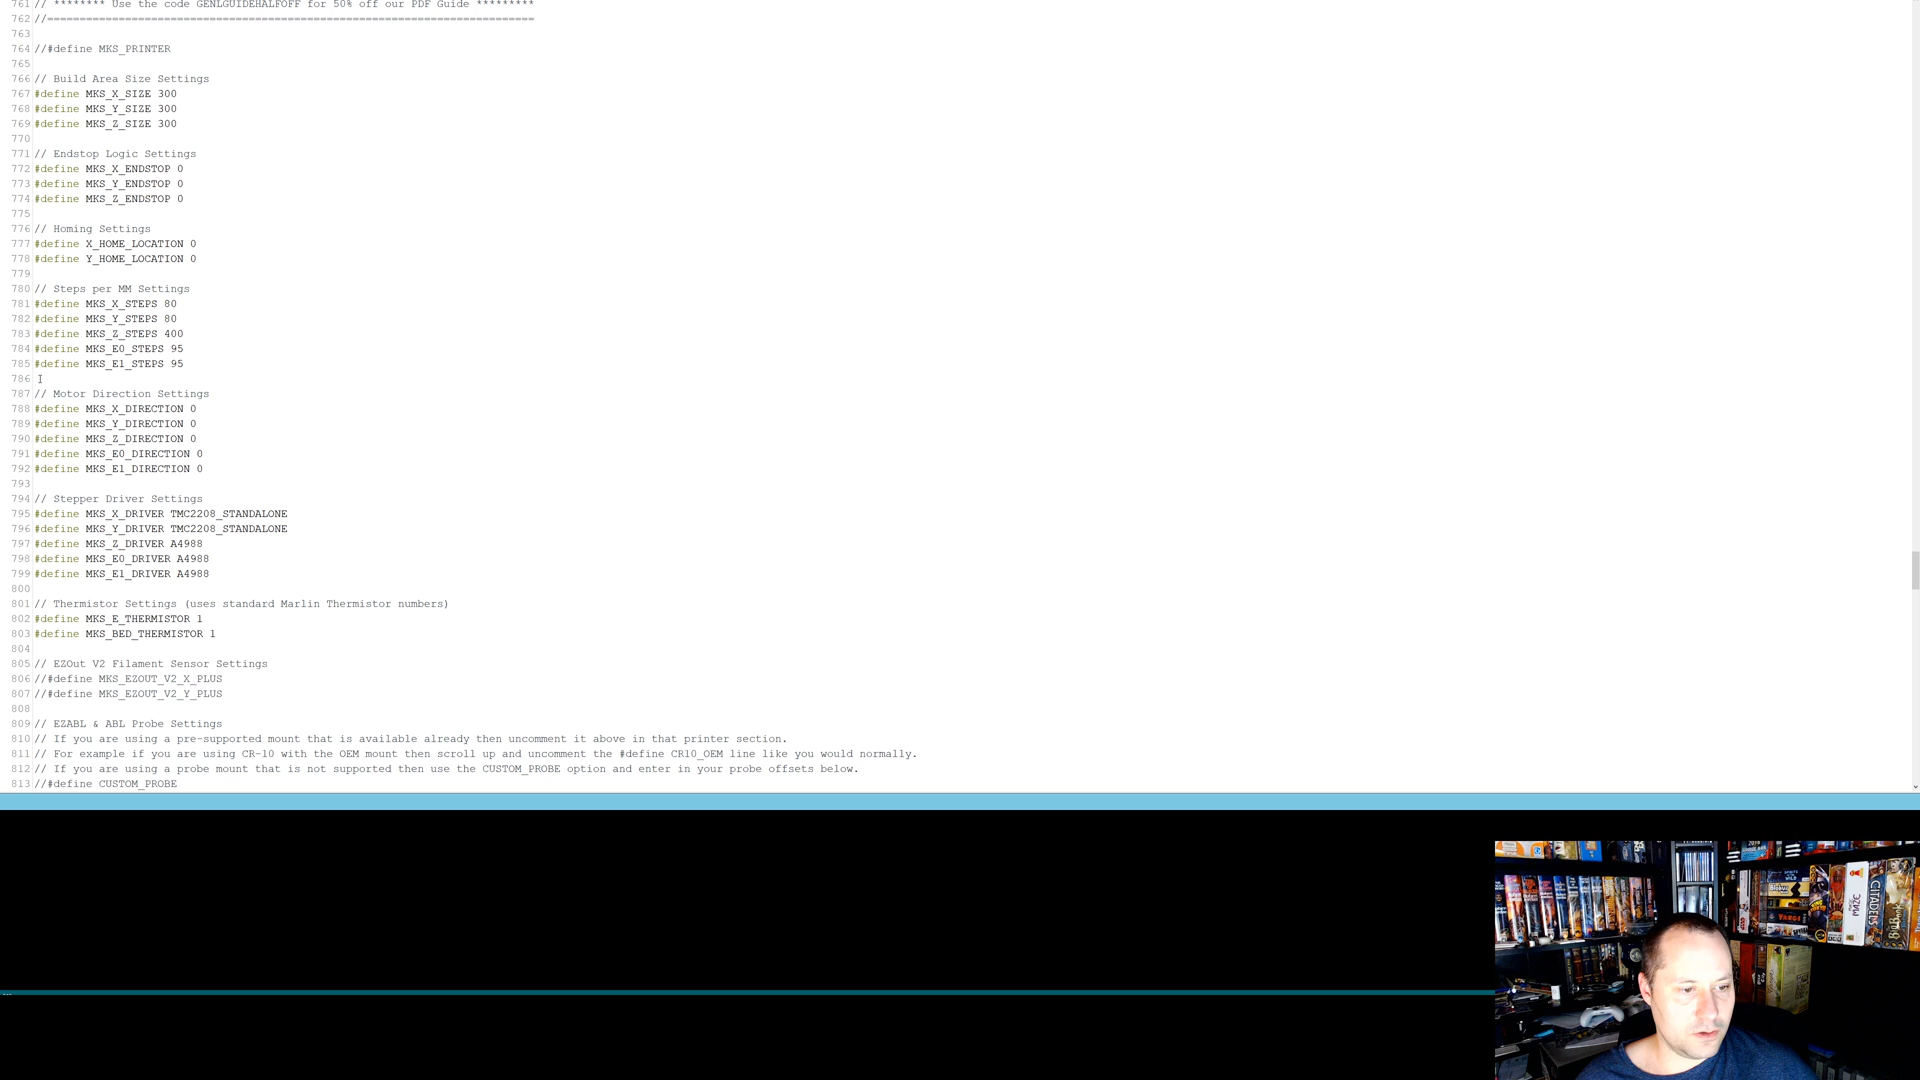 761 // ******** Use the code GENLGUIDEHALFOFF for 50% off our PDF Guide *********
762 //=============================================================================
763
764 //#define MKS_PRINTER
765
766 // Build Area Size Settings
767 #define MKS_X_SIZE 300
768 #define MKS_Y_SIZE 300
769 #define MKS_Z_SIZE 300
770
771 // Endstop Logic Settings
772 #define MKS_X_ENDSTOP 0
773 #define MKS_Y_ENDSTOP 0
774 #define MKS_Z_ENDSTOP 0
775
776 // Homing Settings
777 #define X_HOME_LOCATION 0
778 #define Y_HOME_LOCATION 0
779
780 // Steps per MM Settings
781 #define MKS_X_STEPS 80
782 #define MKS_Y_STEPS 80
783 #define MKS_Z_STEPS 400
784 #define MKS_E0_STEPS 95
785 #define MKS_E1_STEPS 95
786
787 // Motor Direction Settings
788 #define MKS_X_DIRECTION 0
789 #define MKS_Y_DIRECTION 0
790 #define MKS_Z_DIRECTION 0
791 #define MKS_E0_DIRECTION 0
792 #define MKS_E1_DIRECTION 0
793
794 // Stepper Driver Settings
795 #define MKS_X_DRIVER TMC2208_STANDALONE
796 #define MKS_Y_DRIVER TMC2208_STANDALONE
797 #define MKS_Z_DRIVER A4988
798 #define MKS_E0_DRIVER A4988
799 #define MKS_E1_DRIVER A4988
800
801 // Thermistor Settings (uses standard Marlin Thermistor numbers)
802 #define MKS_E_THERMISTOR 1
803 #define MKS_BED_THERMISTOR 1
804
805 // EZOut V2 Filament Sensor Settings
806 //#define MKS_EZOUT_V2_X_PLUS
807 //#define MKS_EZOUT_V2_Y_PLUS
808
809 // EZABL & ABL Probe Settings
810 // If you are using a pre-supported mount that is available already then uncomment it above in that printer section.
811 // For example if you are using CR-10 with the OEM mount then scroll up and uncomment the #define CR10_OEM line like you would normally.
812 // If you are using a probe mount that is not supported then use the CUSTOM_PROBE option and enter in your probe offsets below.
813 //#define CUSTOM_PROBE
CITADELS
MAZE